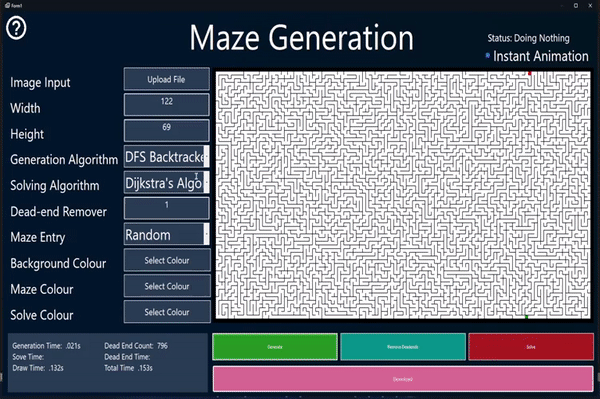 Form1
?
Maze Generation
Status: Doing Nothing
Instant Animation
Image Input
Upload File
Width
122
Height
69
Generation Algorithm
DFS Backtracke
Solving Algorithm
Dijkstra's Algo
Dead-end Remover
1
Maze Entry
Random
Background Colour
Select Colour
Maze Colour
Select Colour
Solve Colour
Select Colour
Generation Time: .021s
Dead End Count: 796
Sove Time:
Dead End Time:
Draw Time: .132s
Total Time .153s
Generate
Remove Deadends
Solve
Download